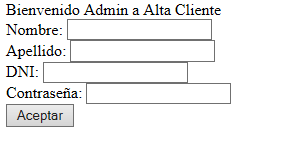 Bienvenido Admin a Alta Cliente
Nombre:
Apellido:
DNI:
Contraseña:
Aceptar